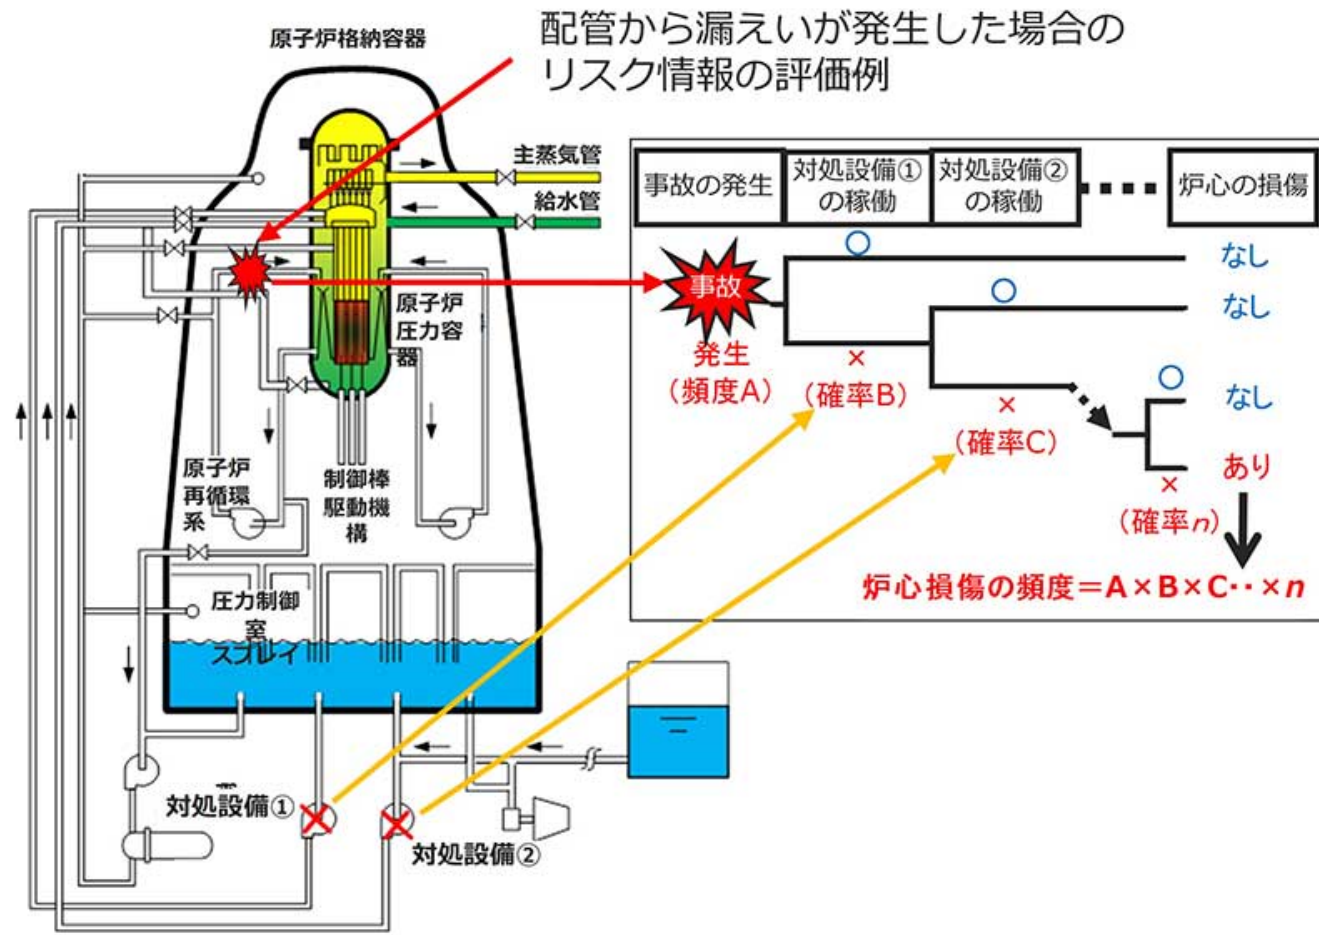 配管から漏えいが発生した場合の
リスク情報の評価例
原子炉格納容器
主蒸気管
給水管
原子炉
圧力容
器
原子炉
再循環
系
制御棒
駆動機
構
圧力制御
室
スプレイ
対処設備①
対処設備②
事故の発生
対処設備①
の稼働
対処設備②
の稼働
炉心の損傷
事故
発生
(頻度A)
○
×
(確率B)
○
×
(確率C)
○
×
(確率n)
なし
なし
なし
あり
炉心損傷の頻度＝A×B×C‥×n